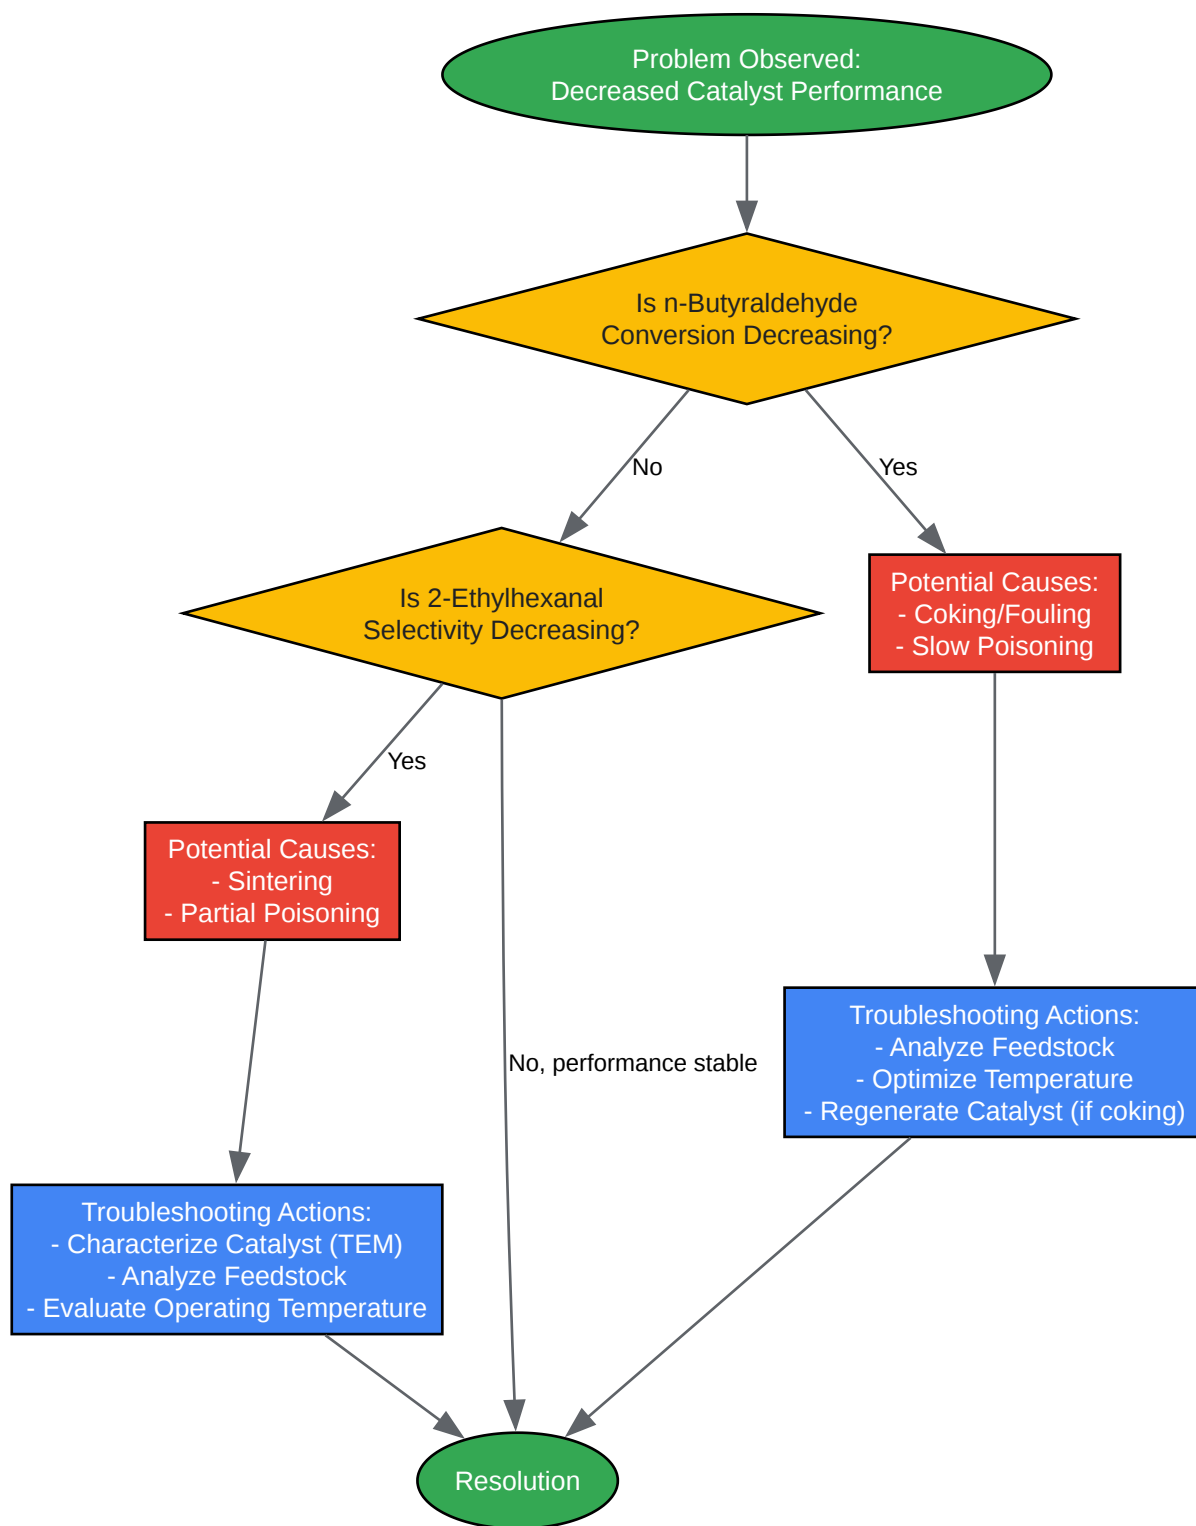 Problem Observed:
Decreased Catalyst Performance
Is n-Butyraldehyde
Conversion Decreasing?
No
Yes
Is 2-Ethylhexanal
Selectivity Decreasing?
Potential Causes:
- Coking/Fouling
- Slow Poisoning
Yes
Potential Causes:
- Sintering
- Partial Poisoning
No, performance stable
Troubleshooting Actions:
- Analyze Feedstock
- Optimize Temperature
- Regenerate Catalyst (if coking)
Troubleshooting Actions:
- Characterize Catalyst (TEM)
- Analyze Feedstock
- Evaluate Operating Temperature
Resolution